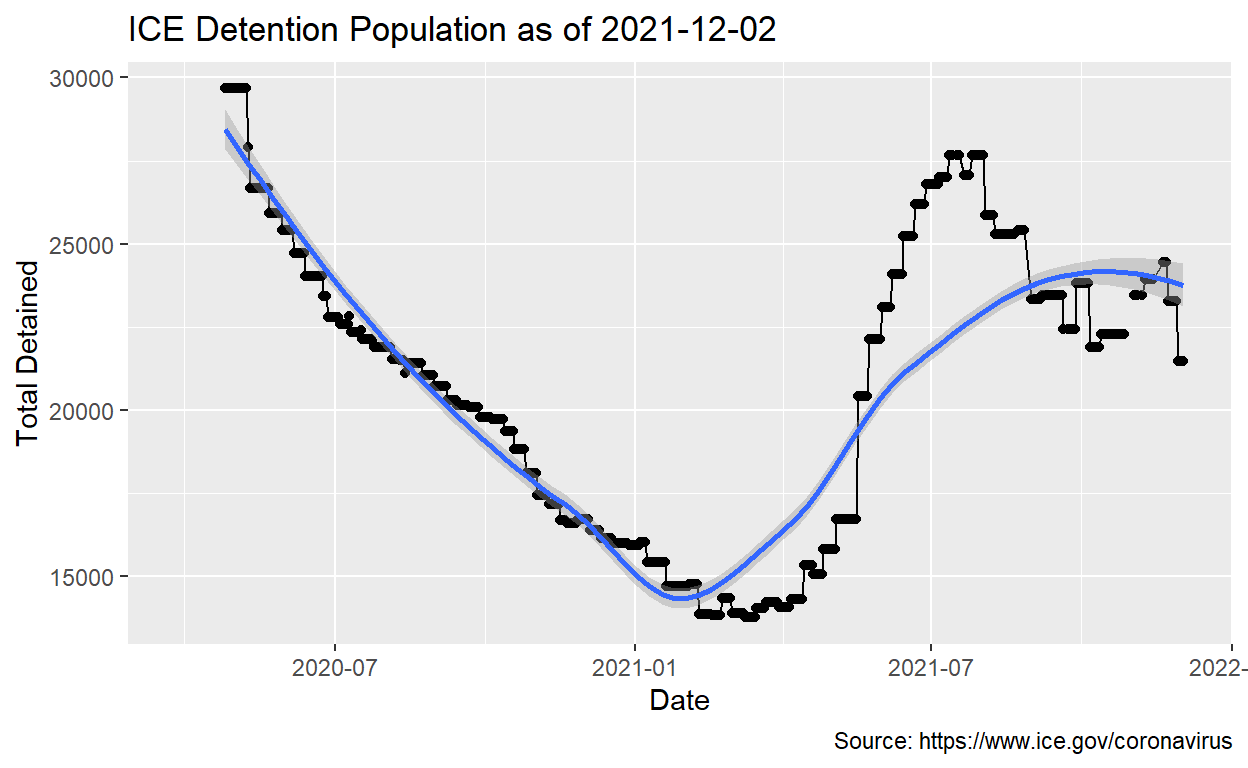 ICE Detention Population as of 2021-12-02
30000
25000
20000
15000
Total Detained
2020-07
2021-01
2021-07
2022-
Date
Source: https://www.ice.gov/coronavirus